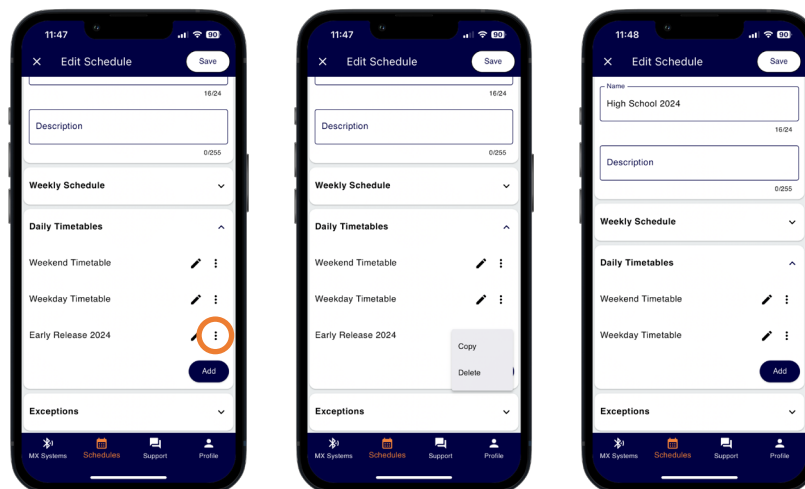 11:47
90
Edit Schedule
Save
16/24
Description
0/255
Weekly Schedule
Daily Timetables
Weekend Timetable
Weekday Timetable
Early Release 2024
Add
Exceptions
MX Systems
Schedules
Support
Profile
11:47
90
Edit Schedule
Save
16/24
Description
0/255
Weekly Schedule
Daily Timetables
Weekend Timetable
Weekday Timetable
Early Release 2024
Copy
Delete
Exceptions
MX Systems
Schedules
Support
Profile
11:48
90
Edit Schedule
Save
Name
High School 2024
16/24
Description
0/255
Weekly Schedule
Daily Timetables
Weekend Timetable
Weekday Timetable
Add
Exceptions
MX Systems
Schedules
Support
Profile